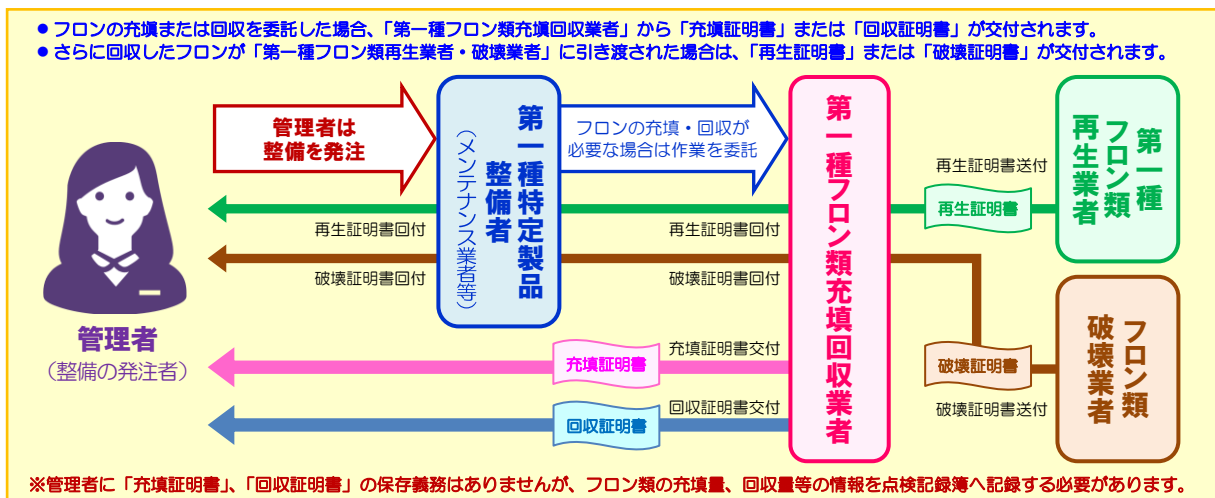 ●フロンの充塡または回収を委託した場合、「第一種フロン類充塡回収業者」から「充塡証明書」または「回収証明書」が交付されます。
●さらに回収したフロンが「第一種フロン類再生業者・破壊業者」に引き渡された場合は、「再生証明書」または「破壊証明書」が交付されます。
管理者は
整備を発注
第一種特定製品
整備者
（メンテナンス業者等）
フロンの充塡・回収が
必要な場合は作業を委託
第一種フロン類充塡回収業者
第一種
フロン類
再生業者
再生証明書送付
再生証明書
再生証明書回付
再生証明書回付
破壊証明書回付
破壊証明書回付
管理者
（整備の発注者）
充塡証明書交付
充塡証明書
回収証明書交付
回収証明書
破壊証明書
破壊証明書送付
フロン類
破壊業者
※管理者に「充塡証明書」、「回収証明書」の保存義務はありませんが、フロン類の充塡量、回収量等の情報を点検記録簿へ記録する必要があります。